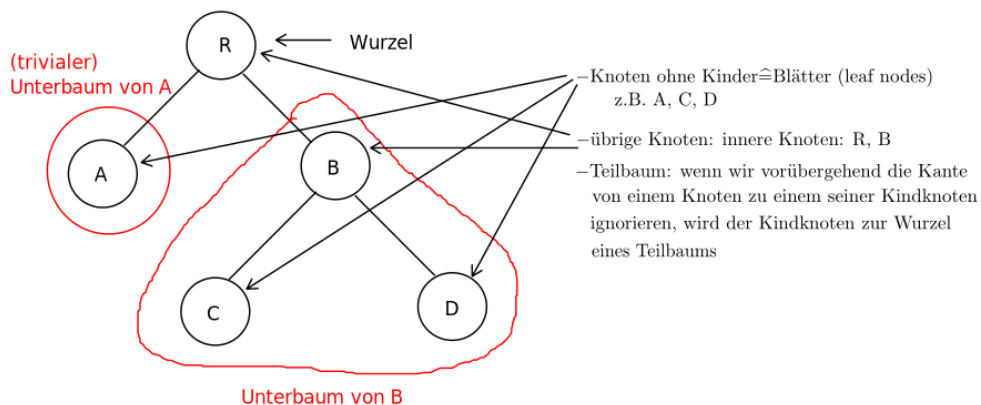 R
Wurzel
(trivialer)
Unterbaum von A
−Knoten ohne Kinder≙Blätter (leaf nodes)
z.B. A, C, D
−übrige Knoten: innere Knoten: R, B
A
B
−Teilbaum: wenn wir vorübergehend die Kante
von einem Knoten zu einem seiner Kindknoten
ignorieren, wird der Kindknoten zur Wurzel
eines Teilbaums
C
D
Unterbaum von B